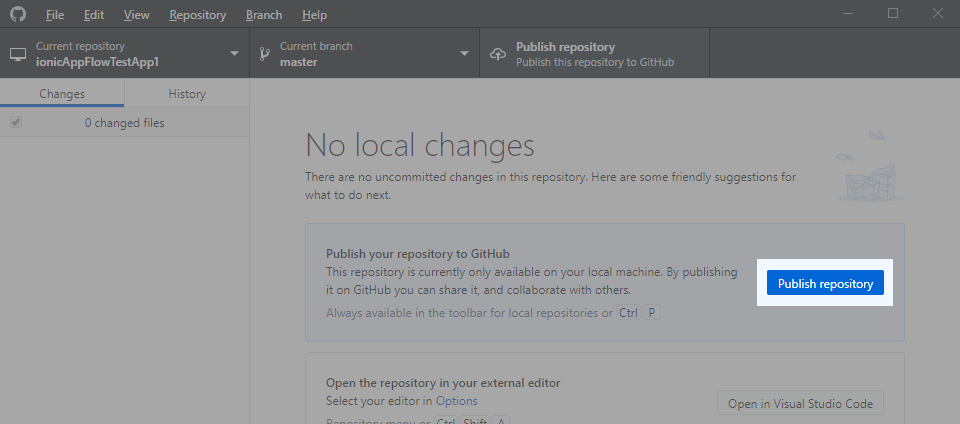 File Edit View Repository Branch Help
Current repository
ionicAppFlowTestApp1
Current branch
master
Publish repository
Publish this repository to GitHub
Changes History
0 changed files
No local changes
There are no uncommitted changes in this repository. Here are some friendly suggestions for
what to do next.
Publish your repository to GitHub
This repository is currently only available on your local machine. By publishing
it on GitHub you can share it, and collaborate with others.
Always available in the toolbar for local repositories or Ctrl P
Publish repository
Open the repository in your external editor
Select your editor in Options
Repository menu or Ctrl Shift A
Open in Visual Studio Code